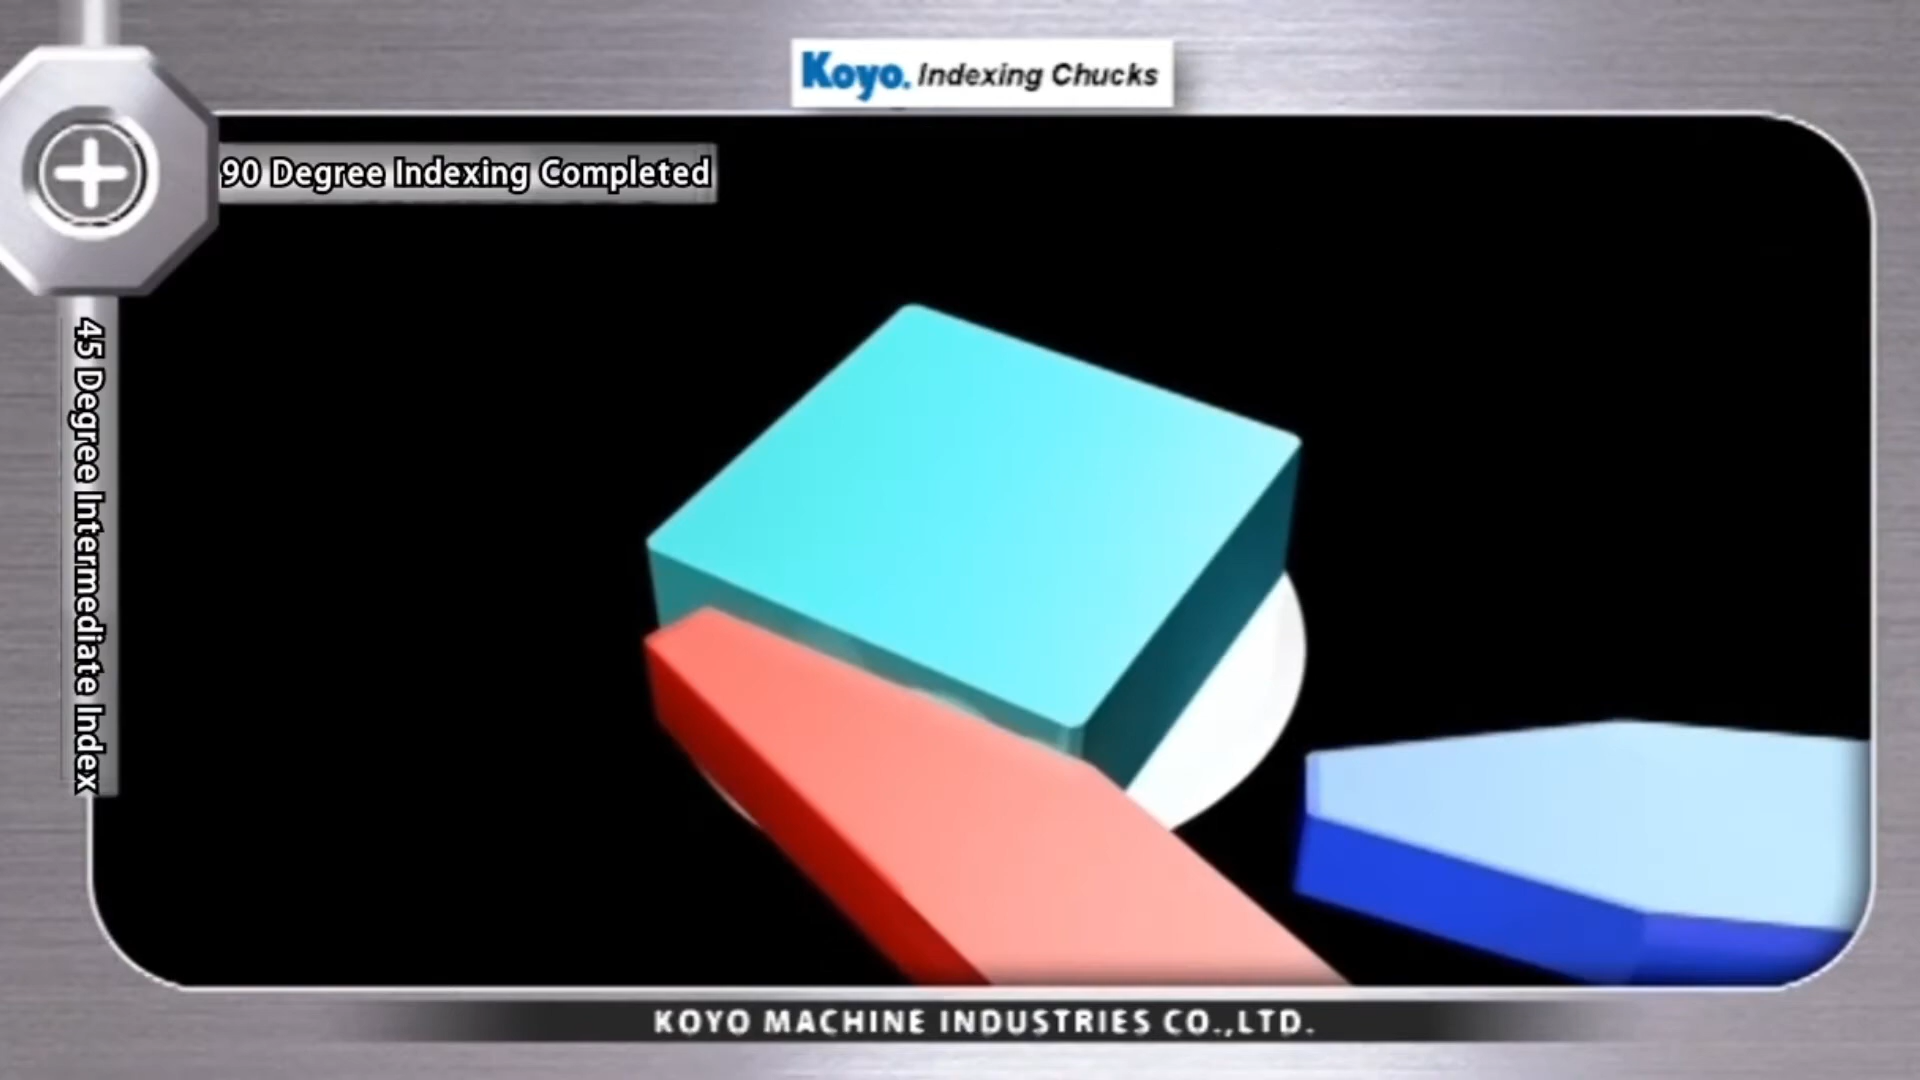 Koyo. Indexing Chucks
90 Degree Indexing Completed
45 Degree Intermediate Index
KOYO MACHINE INDUSTRIES CO.,LTD.